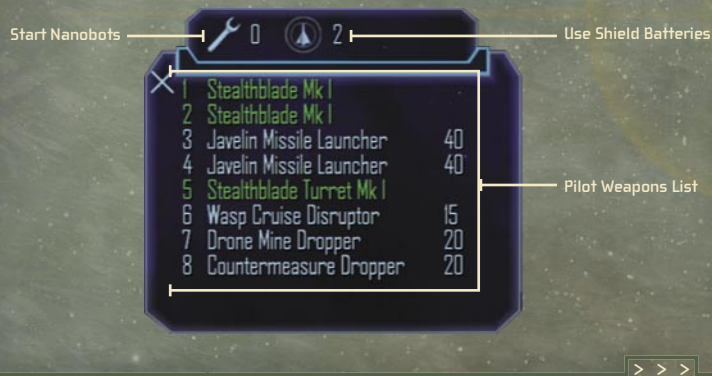 Start Nanobots 0 2 Use Shield Batteries
1 Stealthblade Mk I
2 Stealthblade Mk I
3 Javelin Missile Launcher 40
4 Javelin Missile Launcher 40
5 Stealthblade Turret Mk I
Pilot Weapons List
6 Wasp Cruise Disruptor 15
7 Drone Mine Dropper 20
8 Countermeasure Dropper 20
> > >